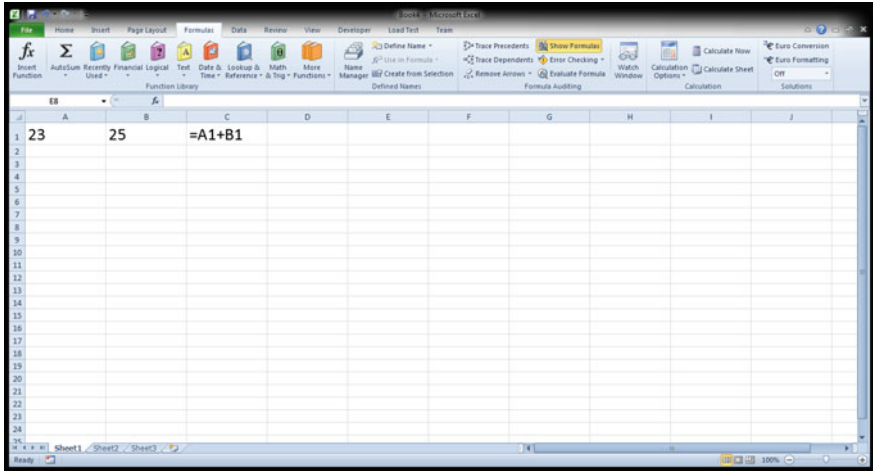 Book4 - Microsoft Excel
File Home Insert Page Layout Formulas Data Review View Developer Load Test Team
fx Σ
Insert Function
AutoSum
Recently Used
Financial
Logical
Text
Date & Time
Lookup & Reference
Math & Trig
More Functions
Function Library
Name Manager
Define Name
Use in Formula
Create from Selection
Defined Names
Trace Precedents
Trace Dependents
Remove Arrows
Show Formulas
Error Checking
Evaluate Formula
Watch Window
Formula Auditing
Calculation Options
Calculate Now
Calculate Sheet
Calculation
Euro Conversion
Euro Formatting
Off
Solutions
E8 fx
A B C D E F G H I J
1 23 25 =A1+B1
2
3
4
5
6
7
8
9
10
11
12
13
14
15
16
17
18
19
20
21
22
23
24
25
Sheet1 Sheet2 Sheet3
Ready 100%